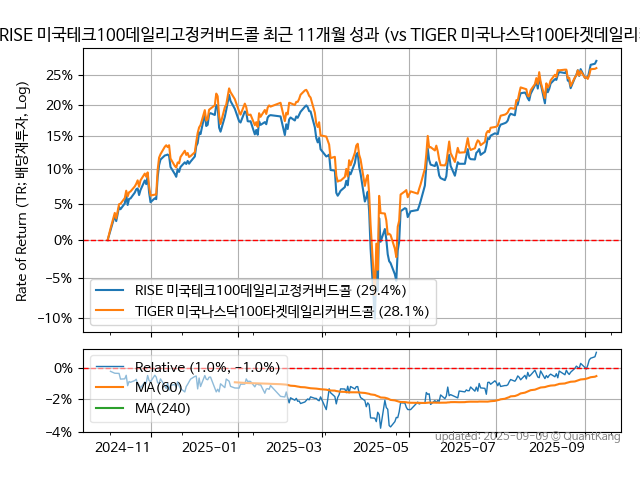 RISE 미국테크100데일리고정커버드콜 최근 11개월 성과 (vs TIGER 미국나스닥100타겟데일리
Rate of Return (TR: 배당재투자, Log)
25%
20%
15%
10%
5%
0%
−5%
−10%
RISE 미국테크100데일리고정커버드콜 (29.4%)
TIGER 미국나스닥100타겟데일리커버드콜 (28.1%)
0%
−2%
−4%
Relative (1.0%, −1.0%)
MA(60)
MA(240)
2024−11
2025−01
2025−03
2025−05
2025−07
2025−09
updated: 2025−09−09 © QuantKang